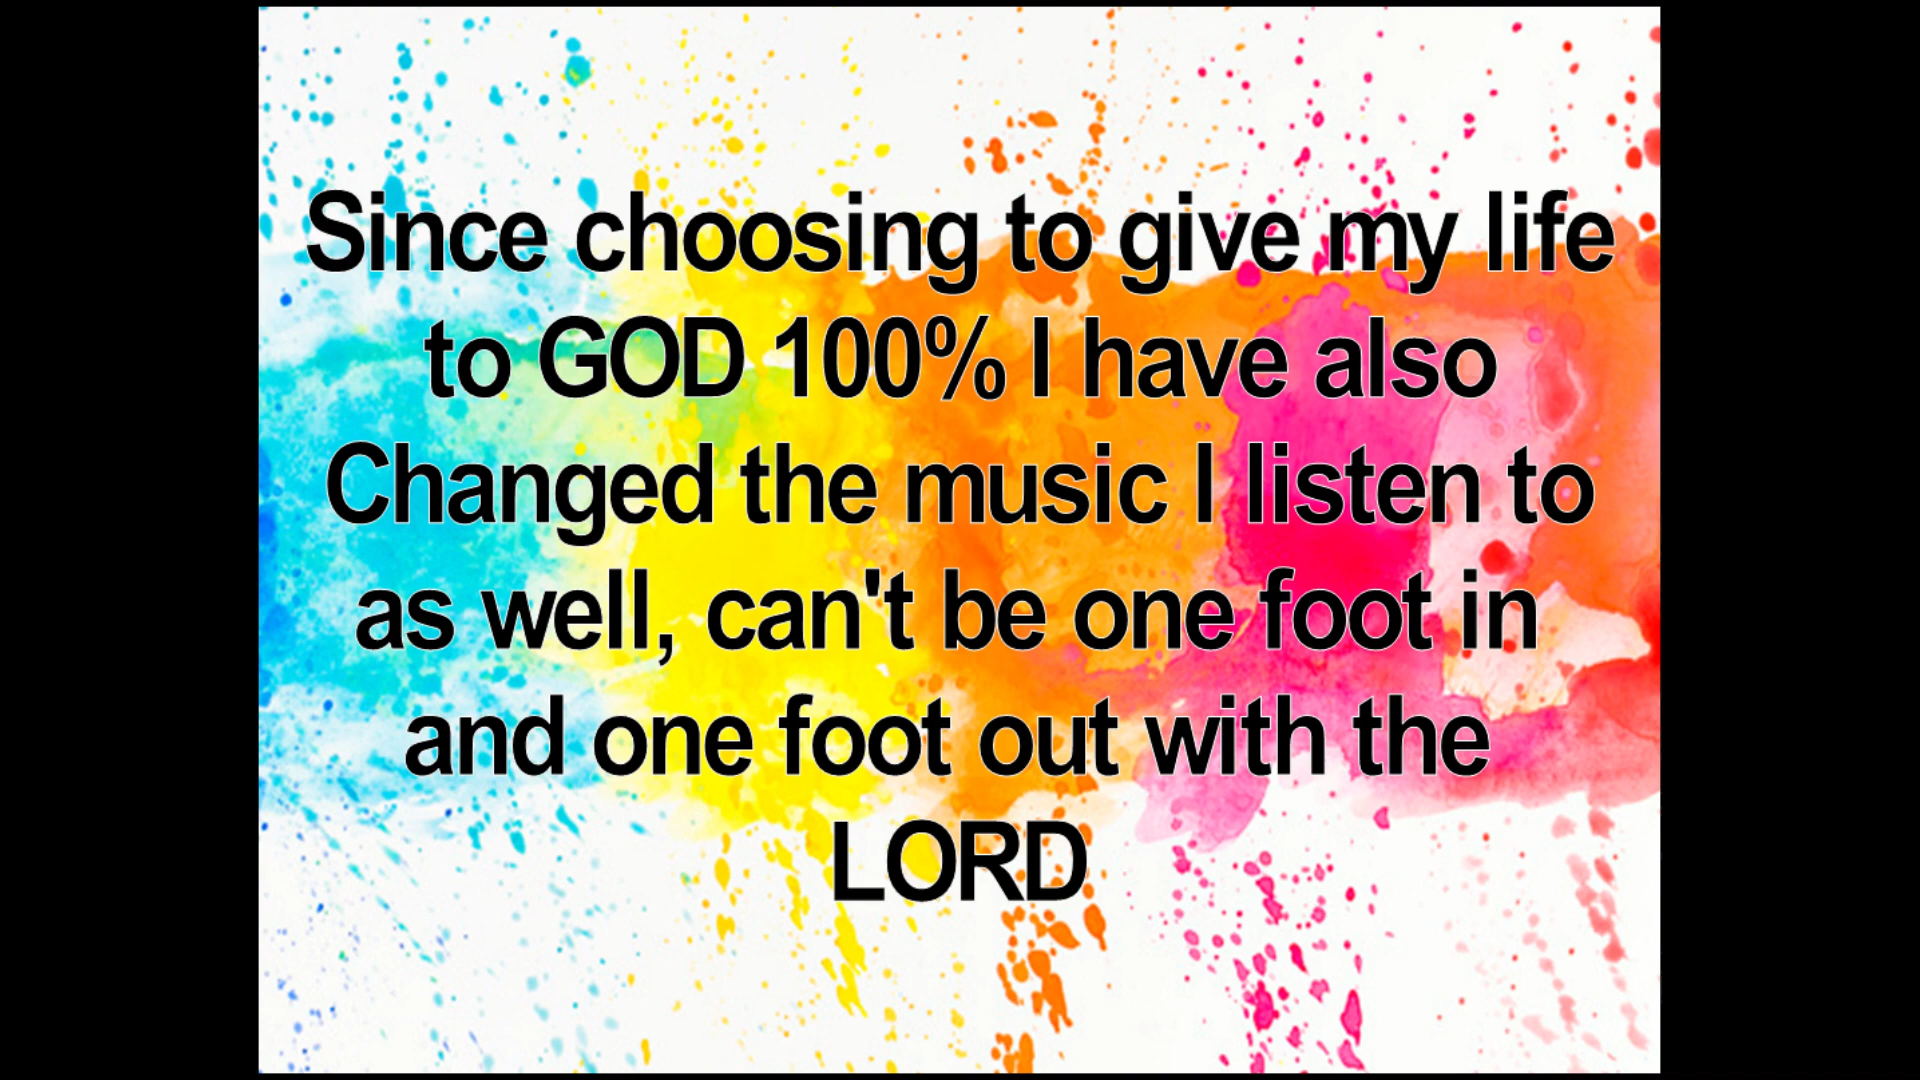 Since choosing to give my life
to GOD 100% I have also
Changed the music I listen to
as well, can't be one foot in
and one foot out with the
LORD